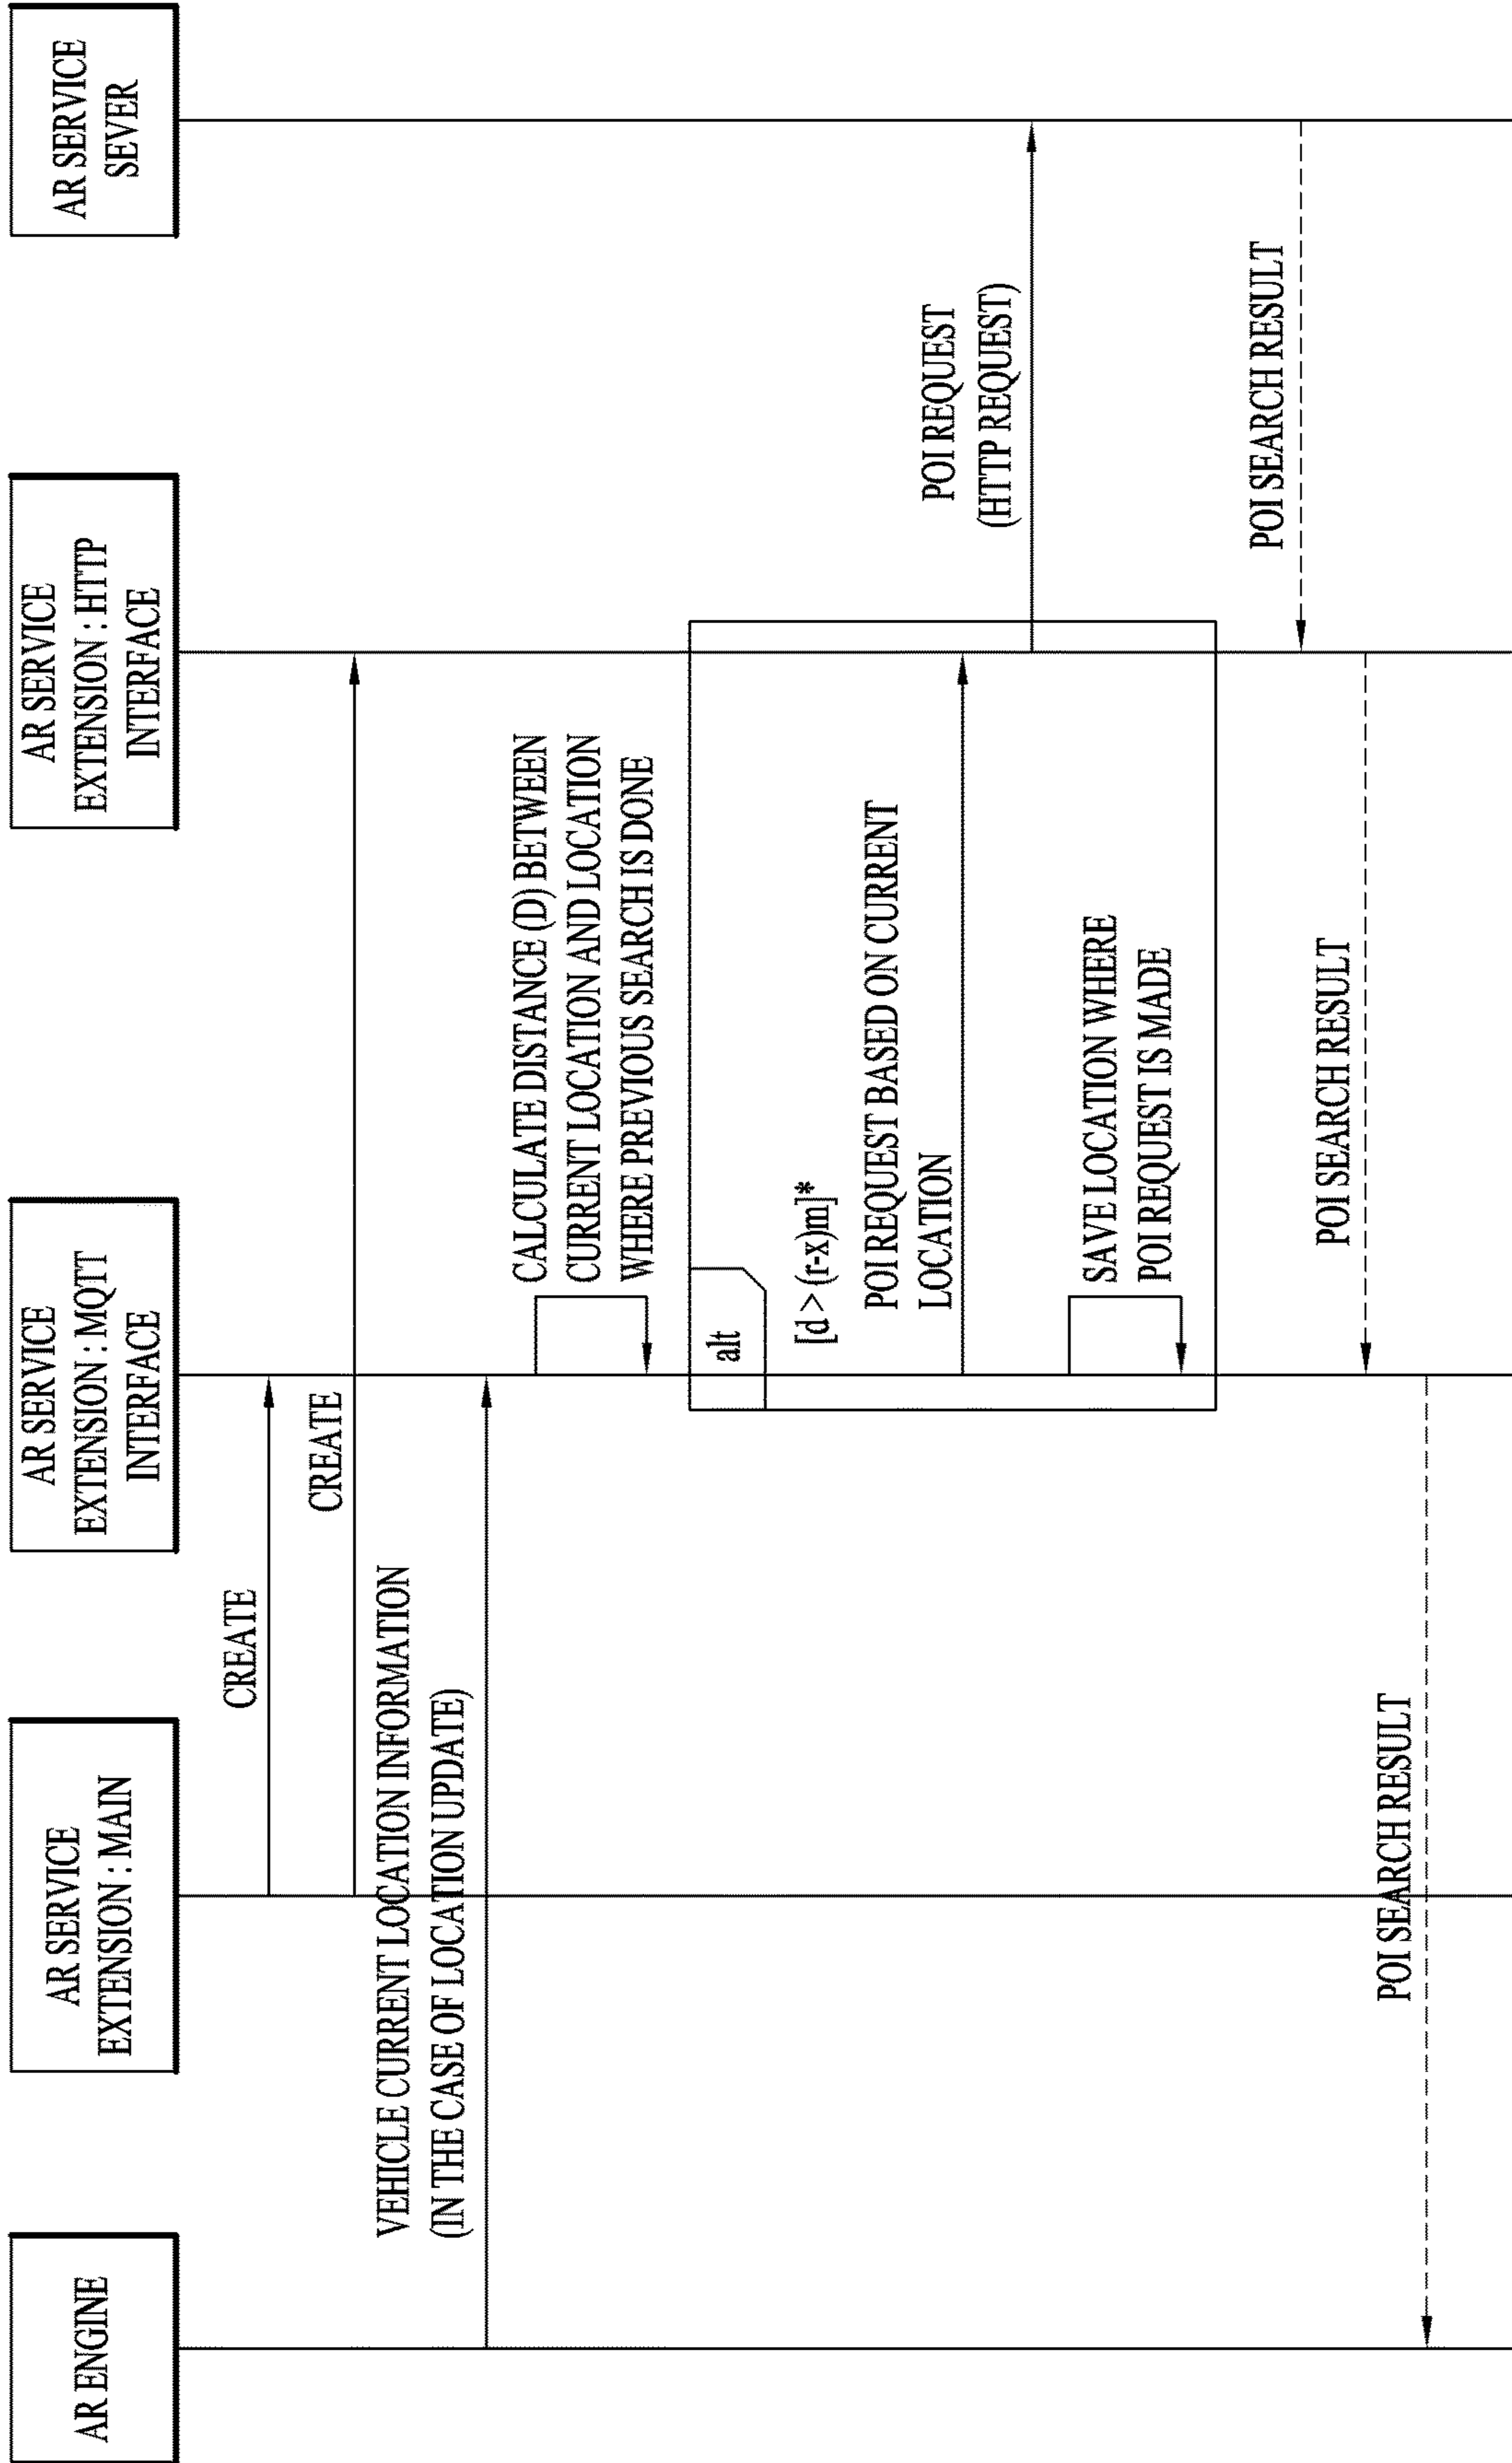 AR ENGINE
AR SERVICE
EXTENSION : MAIN
AR SERVICE
EXTENSION : MQTT
INTERFACE
AR SERVICE
EXTENSION : HTTP
INTERFACE
AR SERVICE
SEVER
CREATE
CREATE
VEHICLE CURRENT LOCATION INFORMATION
(IN THE CASE OF LOCATION UPDATE)
CALCULATE DISTANCE (D) BETWEEN
CURRENT LOCATION AND LOCATION
WHERE PREVIOUS SEARCH IS DONE
alt
[d > (r-x)m]*
POI REQUEST BASED ON CURRENT
LOCATION
POI REQUEST
(HTTP REQUEST)
SAVE LOCATION WHERE
POI REQUEST IS MADE
POI SEARCH RESULT
POI SEARCH RESULT
POI SEARCH RESULT